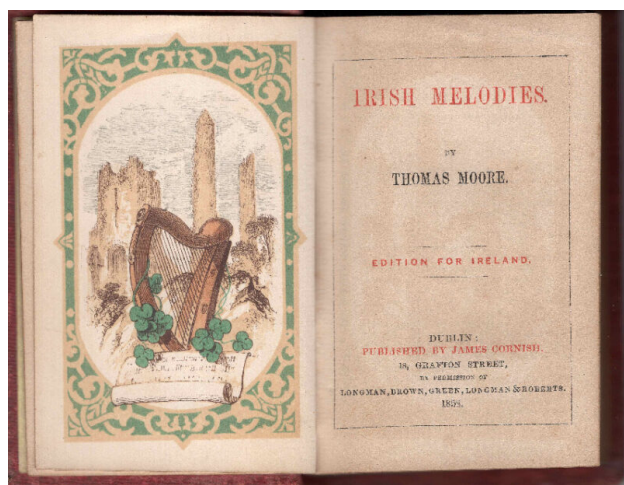 IRISH MELODIES.
BY
THOMAS MOORE.
EDITION FOR IRELAND.
DUBLIN:
PUBLISHED BY JAMES CORNISH.
18, GRAFTON STREET,
BY PERMISSION OF
LONGMAN, BROWN, GREEN, LONGMAN & ROBERTS.